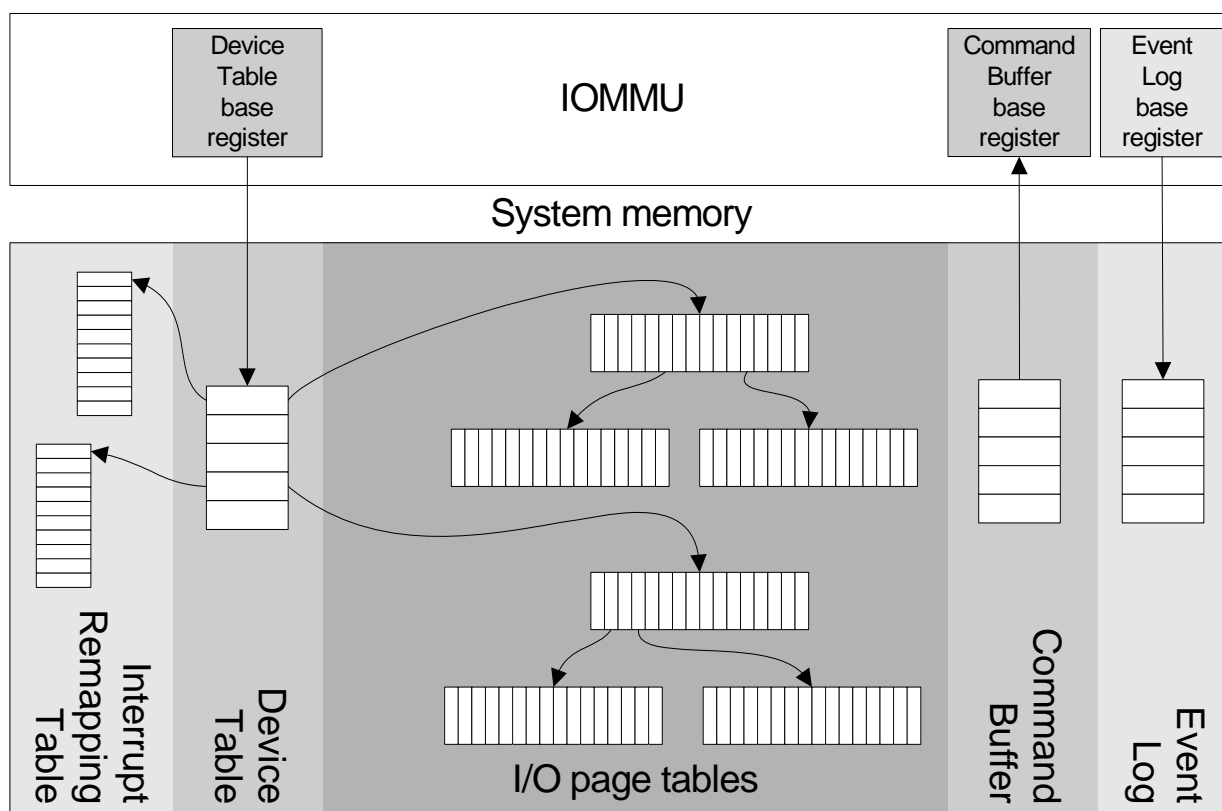 Device
Table
base
register
IOMMU
Command
Buffer
base
register
Event
Log
base
register
System memory
Interrupt
Remapping
Table
Device
Table
I/O page tables
Command
Buffer
Event
Log